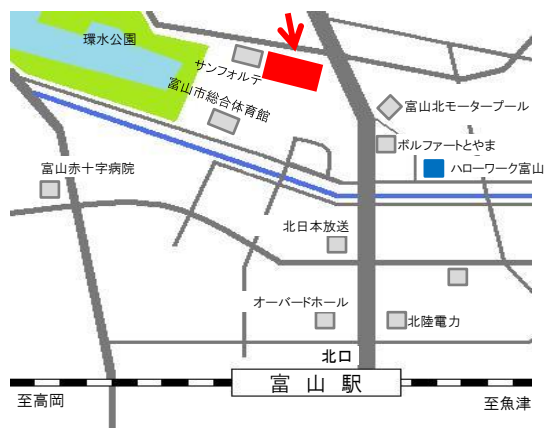 環水公園
サンフォルテ
富山市総合体育館
富山北モータープール
ボルファートとやま
ハローワーク富山
富山赤十字病院
北日本放送
オーバードホール
北陸電力
北口
富山駅
至高岡
至魚津